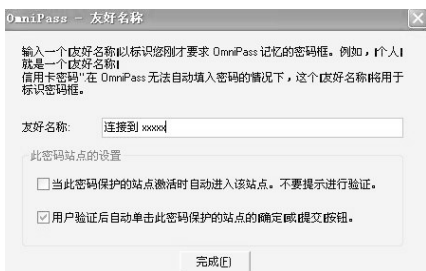 OmniPass - 友好名称
输入一个友好名称以标识您刚才要求 OmniPass 记忆的密码框。例如，个人
就是一个友好名称
信用卡密码"在 OmniPass 无法自动填入密码的情况下，这个友好名称将用于
标识密码框。
友好名称: 连接到 xxxxx
此密码站点的设置
当此密码保护的站点激活时自动进入该站点。不要提示进行验证。
用户验证后自动单击此密码保护的站点的确定或提交按钮。
完成(F)